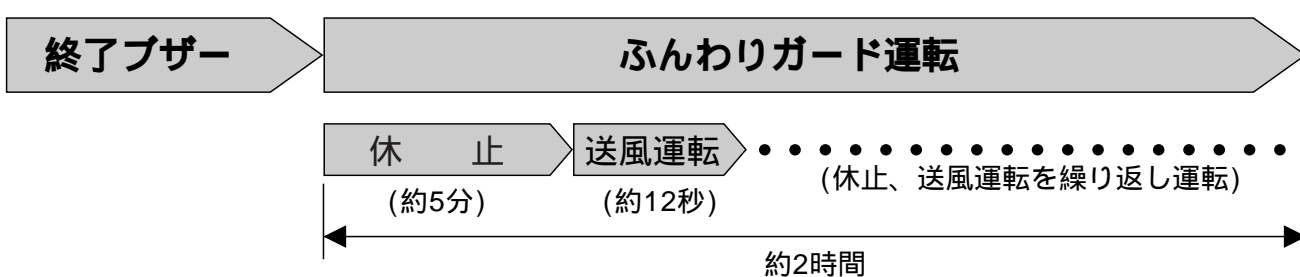 終了ブザー
ふんわりガード運転
休 止
送風運転
(休止、送風運転を繰り返し運転)
(約5分)
(約12秒)
約2時間